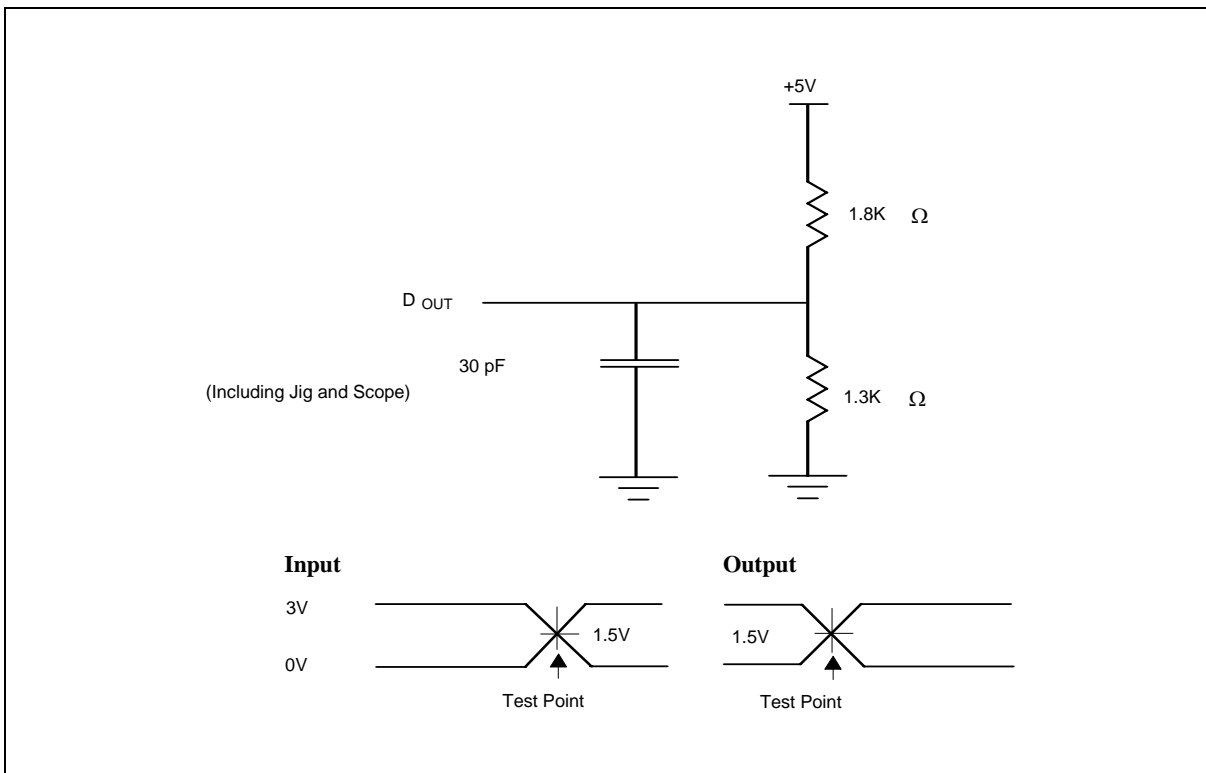 +5V
1.8K Ω
D OUT
30 pF
(Including Jig and Scope)
1.3K Ω
Input
Output
3V
1.5V
1.5V
0V
Test Point
Test Point